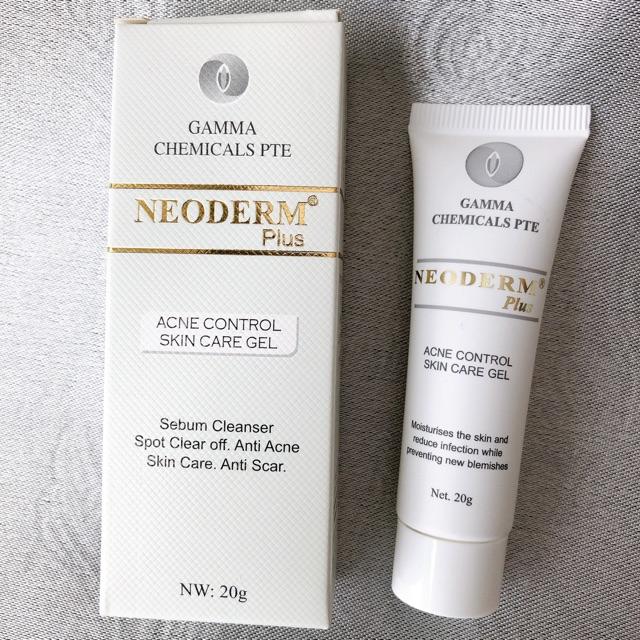 GAMMA
CHEMICALS PTE
NEODERM®
Plus
ACNE CONTROL
SKIN CARE GEL
Sebum Cleanser
Spot Clear off. Anti Acne
Skin Care. Anti Scar.
NW: 20g
GAMMA
CHEMICALS PTE
NEODERM®
Plus
ACNE CONTROL
SKIN CARE GEL
Moisturises the skin and
reduce infection while
preventing new blemishes
Net. 20g